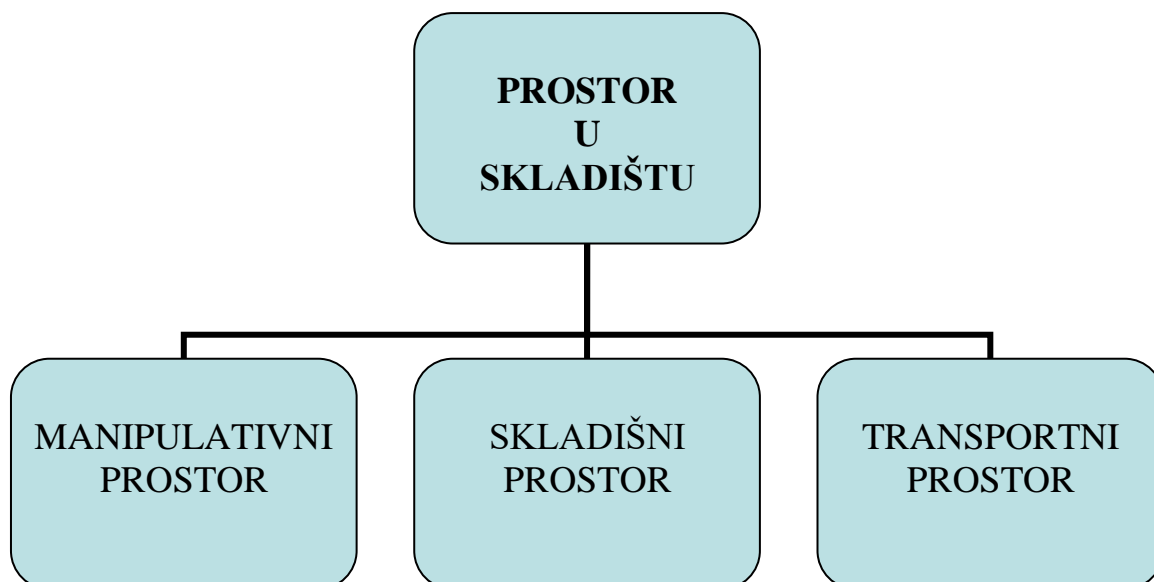 PROSTOR
U
SKLADIŠTU
MANIPULATIVNI
PROSTOR
SKLADIŠNI
PROSTOR
TRANSPORTNI
PROSTOR